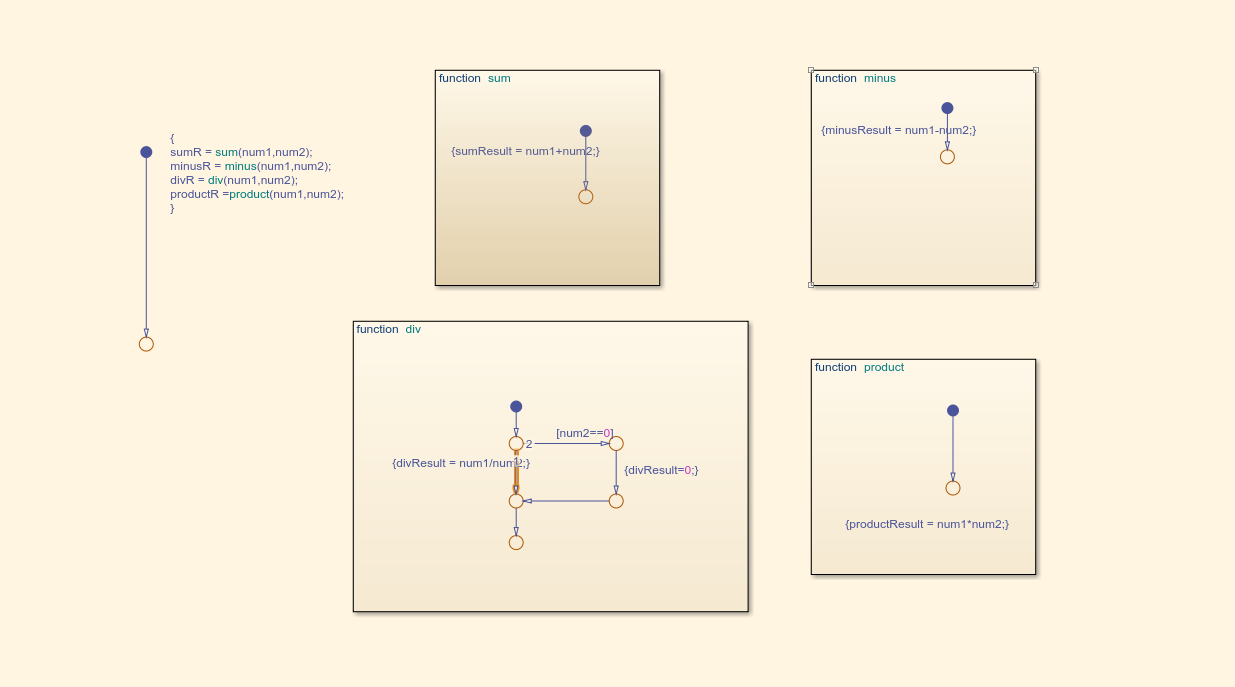 {
sumR = sum(num1,num2);
minusR = minus(num1,num2);
divR = div(num1,num2);
productR =product(num1,num2);
}
function sum
{sumResult = num1+num2;}
function minus
{minusResult = num1-num2;}
function div
2
[num2==0]
{divResult = num1/num2;}
1
{divResult=0;}
function product
{productResult = num1*num2;}